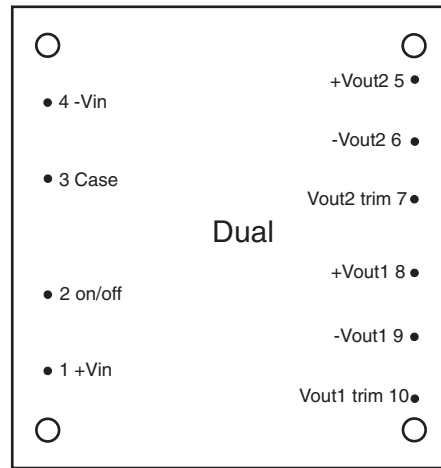 +Vout2 5
4 -Vin
-Vout2 6
3 Case
Vout2 trim 7
Dual
+Vout1 8
2 on/off
-Vout1 9
1 +Vin
Vout1 trim 10